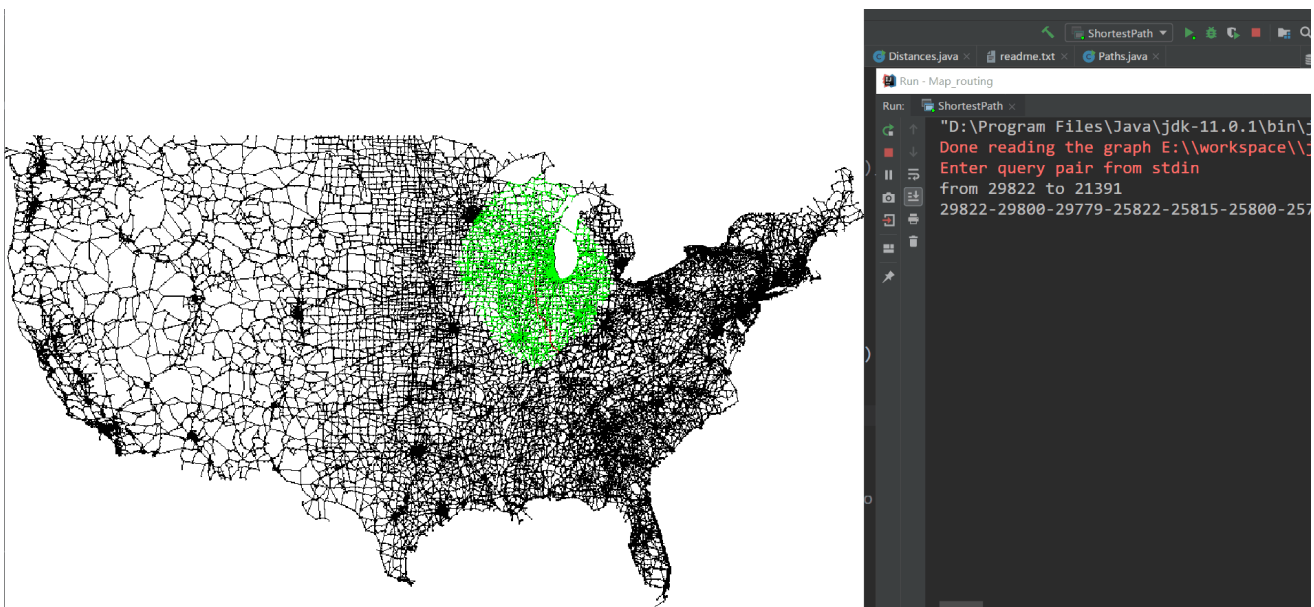 ShortestPath
Distances.java
readme.txt
Paths.java
Run - Map_routing
Run:
ShortestPath
"D:\Program Files\Java\jdk-11.0.1\bin\j
Done reading the graph E:\\workspace\\j
Enter query pair from stdin
from 29822 to 21391
29822-29800-29779-25822-25815-25800-257